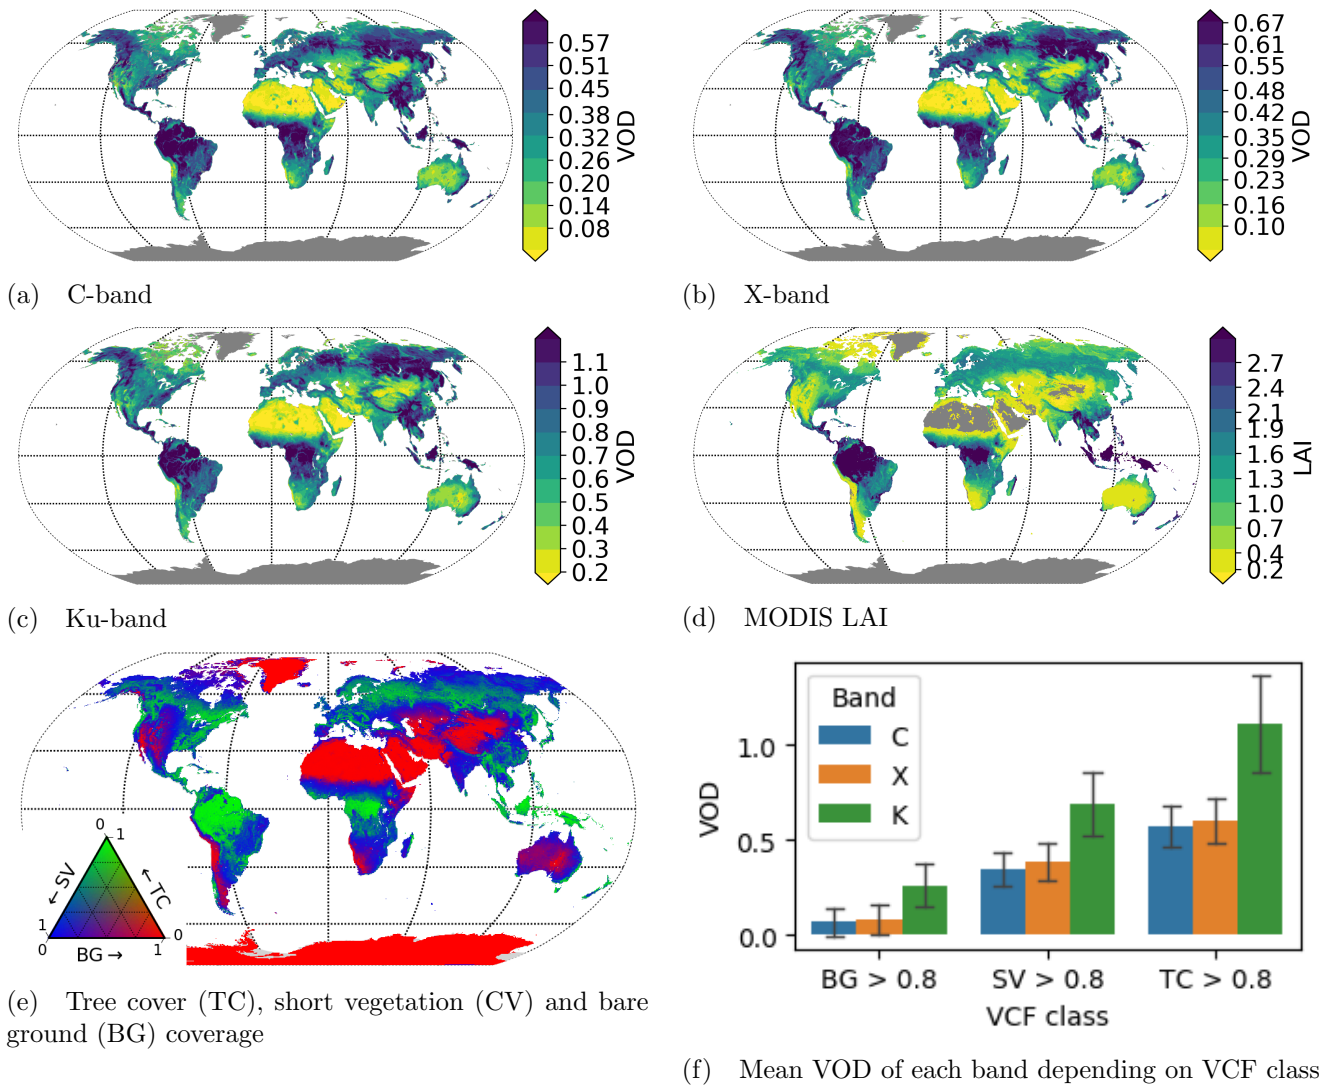 0.57
0.51
0.45
0.38
0.32
0.26
0.20
0.14
0.08
VOD
(a) C-band
0.67
0.61
0.55
0.48
0.42
0.35
0.29
0.23
0.16
0.10
VOD
(b) X-band
1.1
1.0
0.9
0.8
0.7
0.6
0.5
0.4
0.3
0.2
VOD
(c) Ku-band
2.7
2.4
2.1
1.9
1.6
1.3
1.0
0.7
0.4
0.2
LAI
(d) MODIS LAI
0 1
← SV
← TC
1 0
0 1
BG →
(e) Tree cover (TC), short vegetation (CV) and bare
ground (BG) coverage
Band
C
X
K
1.0
0.5
0.0
VOD
BG > 0.8 SV > 0.8 TC > 0.8
VCF class
(f) Mean VOD of each band depending on VCF class